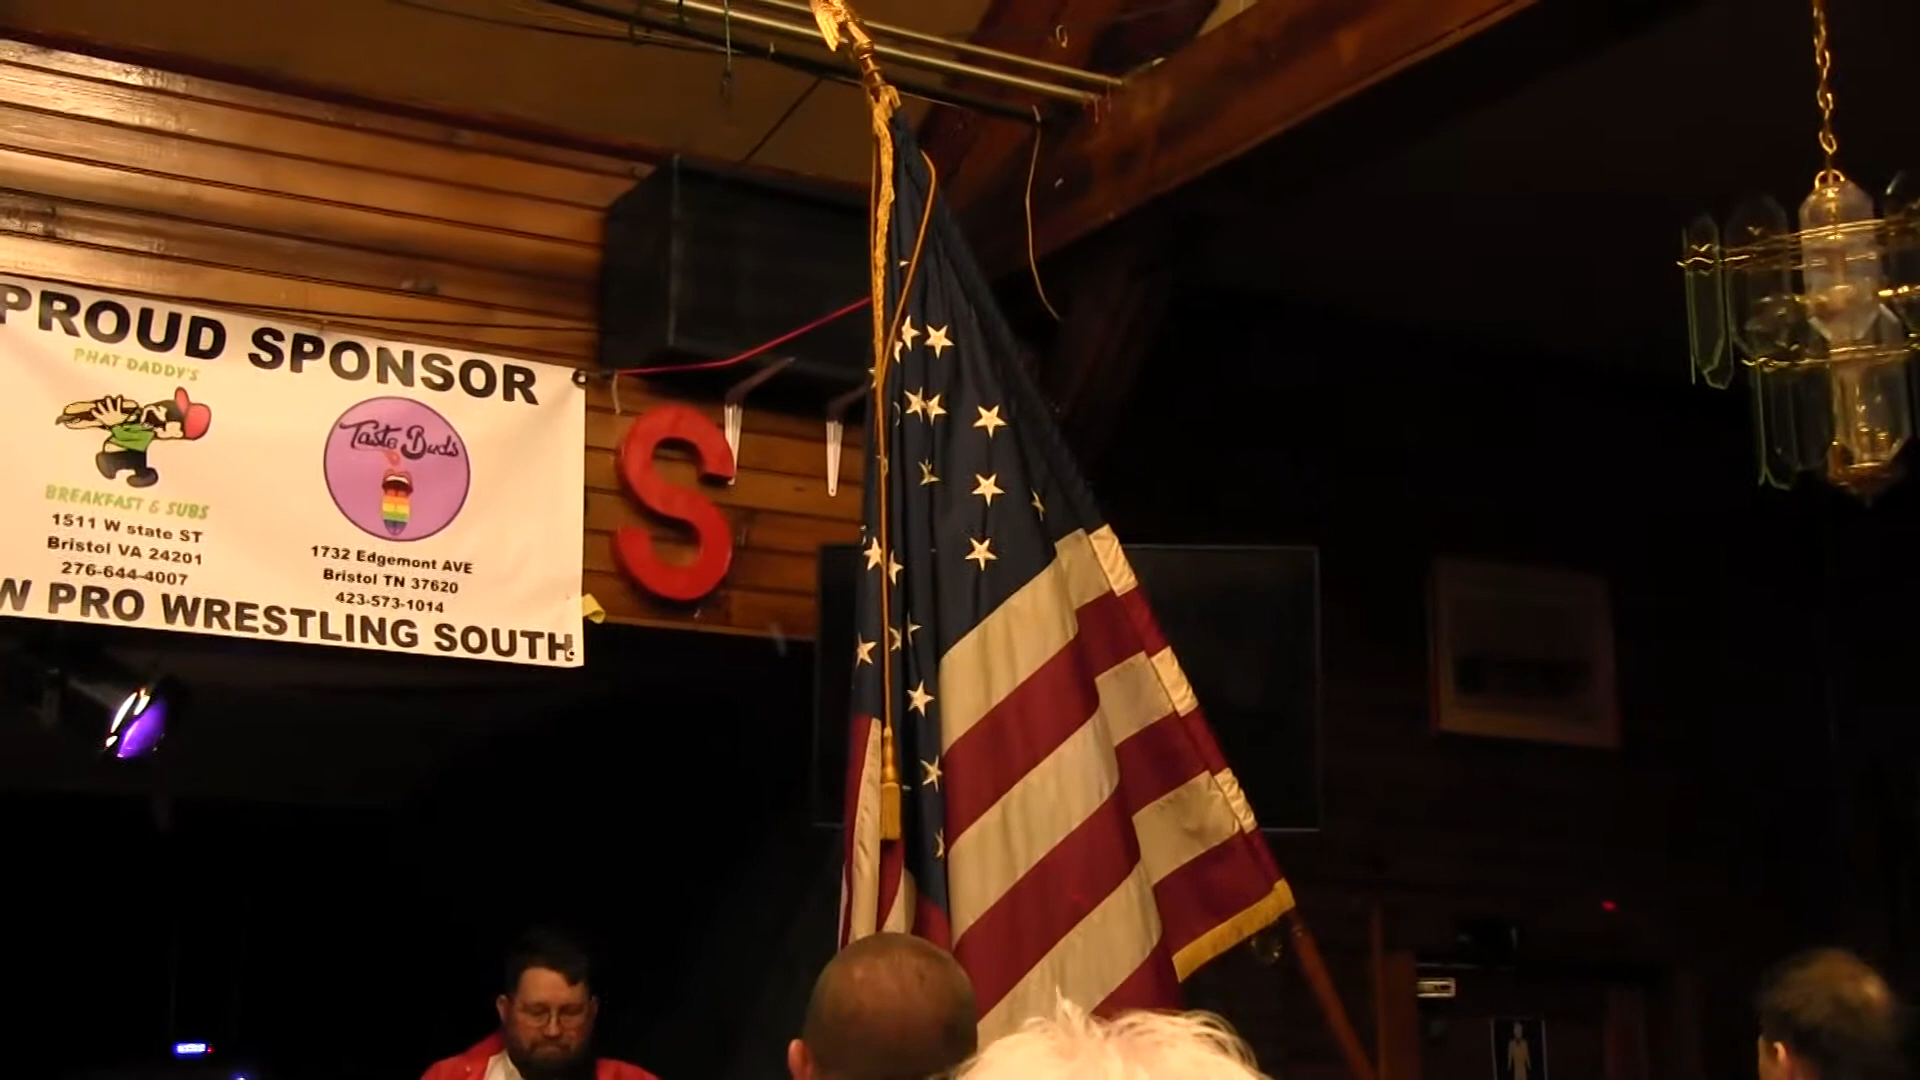 PROUD SPONSOR
PHAT DADDY'S
BREAKFAST & SUBS
1511 W state ST
Bristol VA 24201
276-644-4007
Taste Buds
1732 Edgemont AVE
Bristol TN 37620
423-573-1014
W PRO WRESTLING SOUTH
S